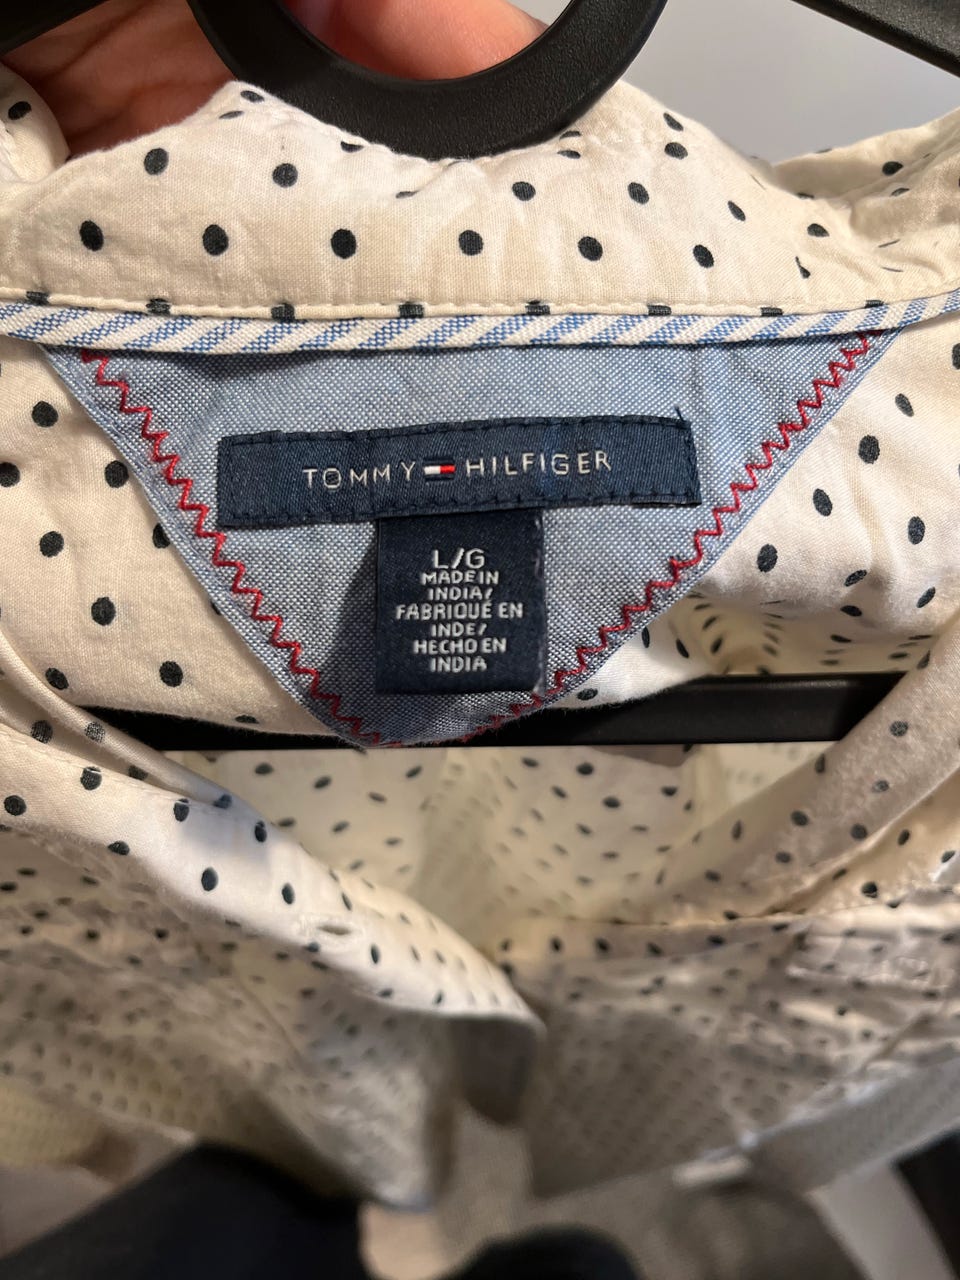 TOMMY HILFIGER
L/G
MADE IN
INDIA/
FABRIQUÉ EN
INDE/
HECHO EN
INDIA